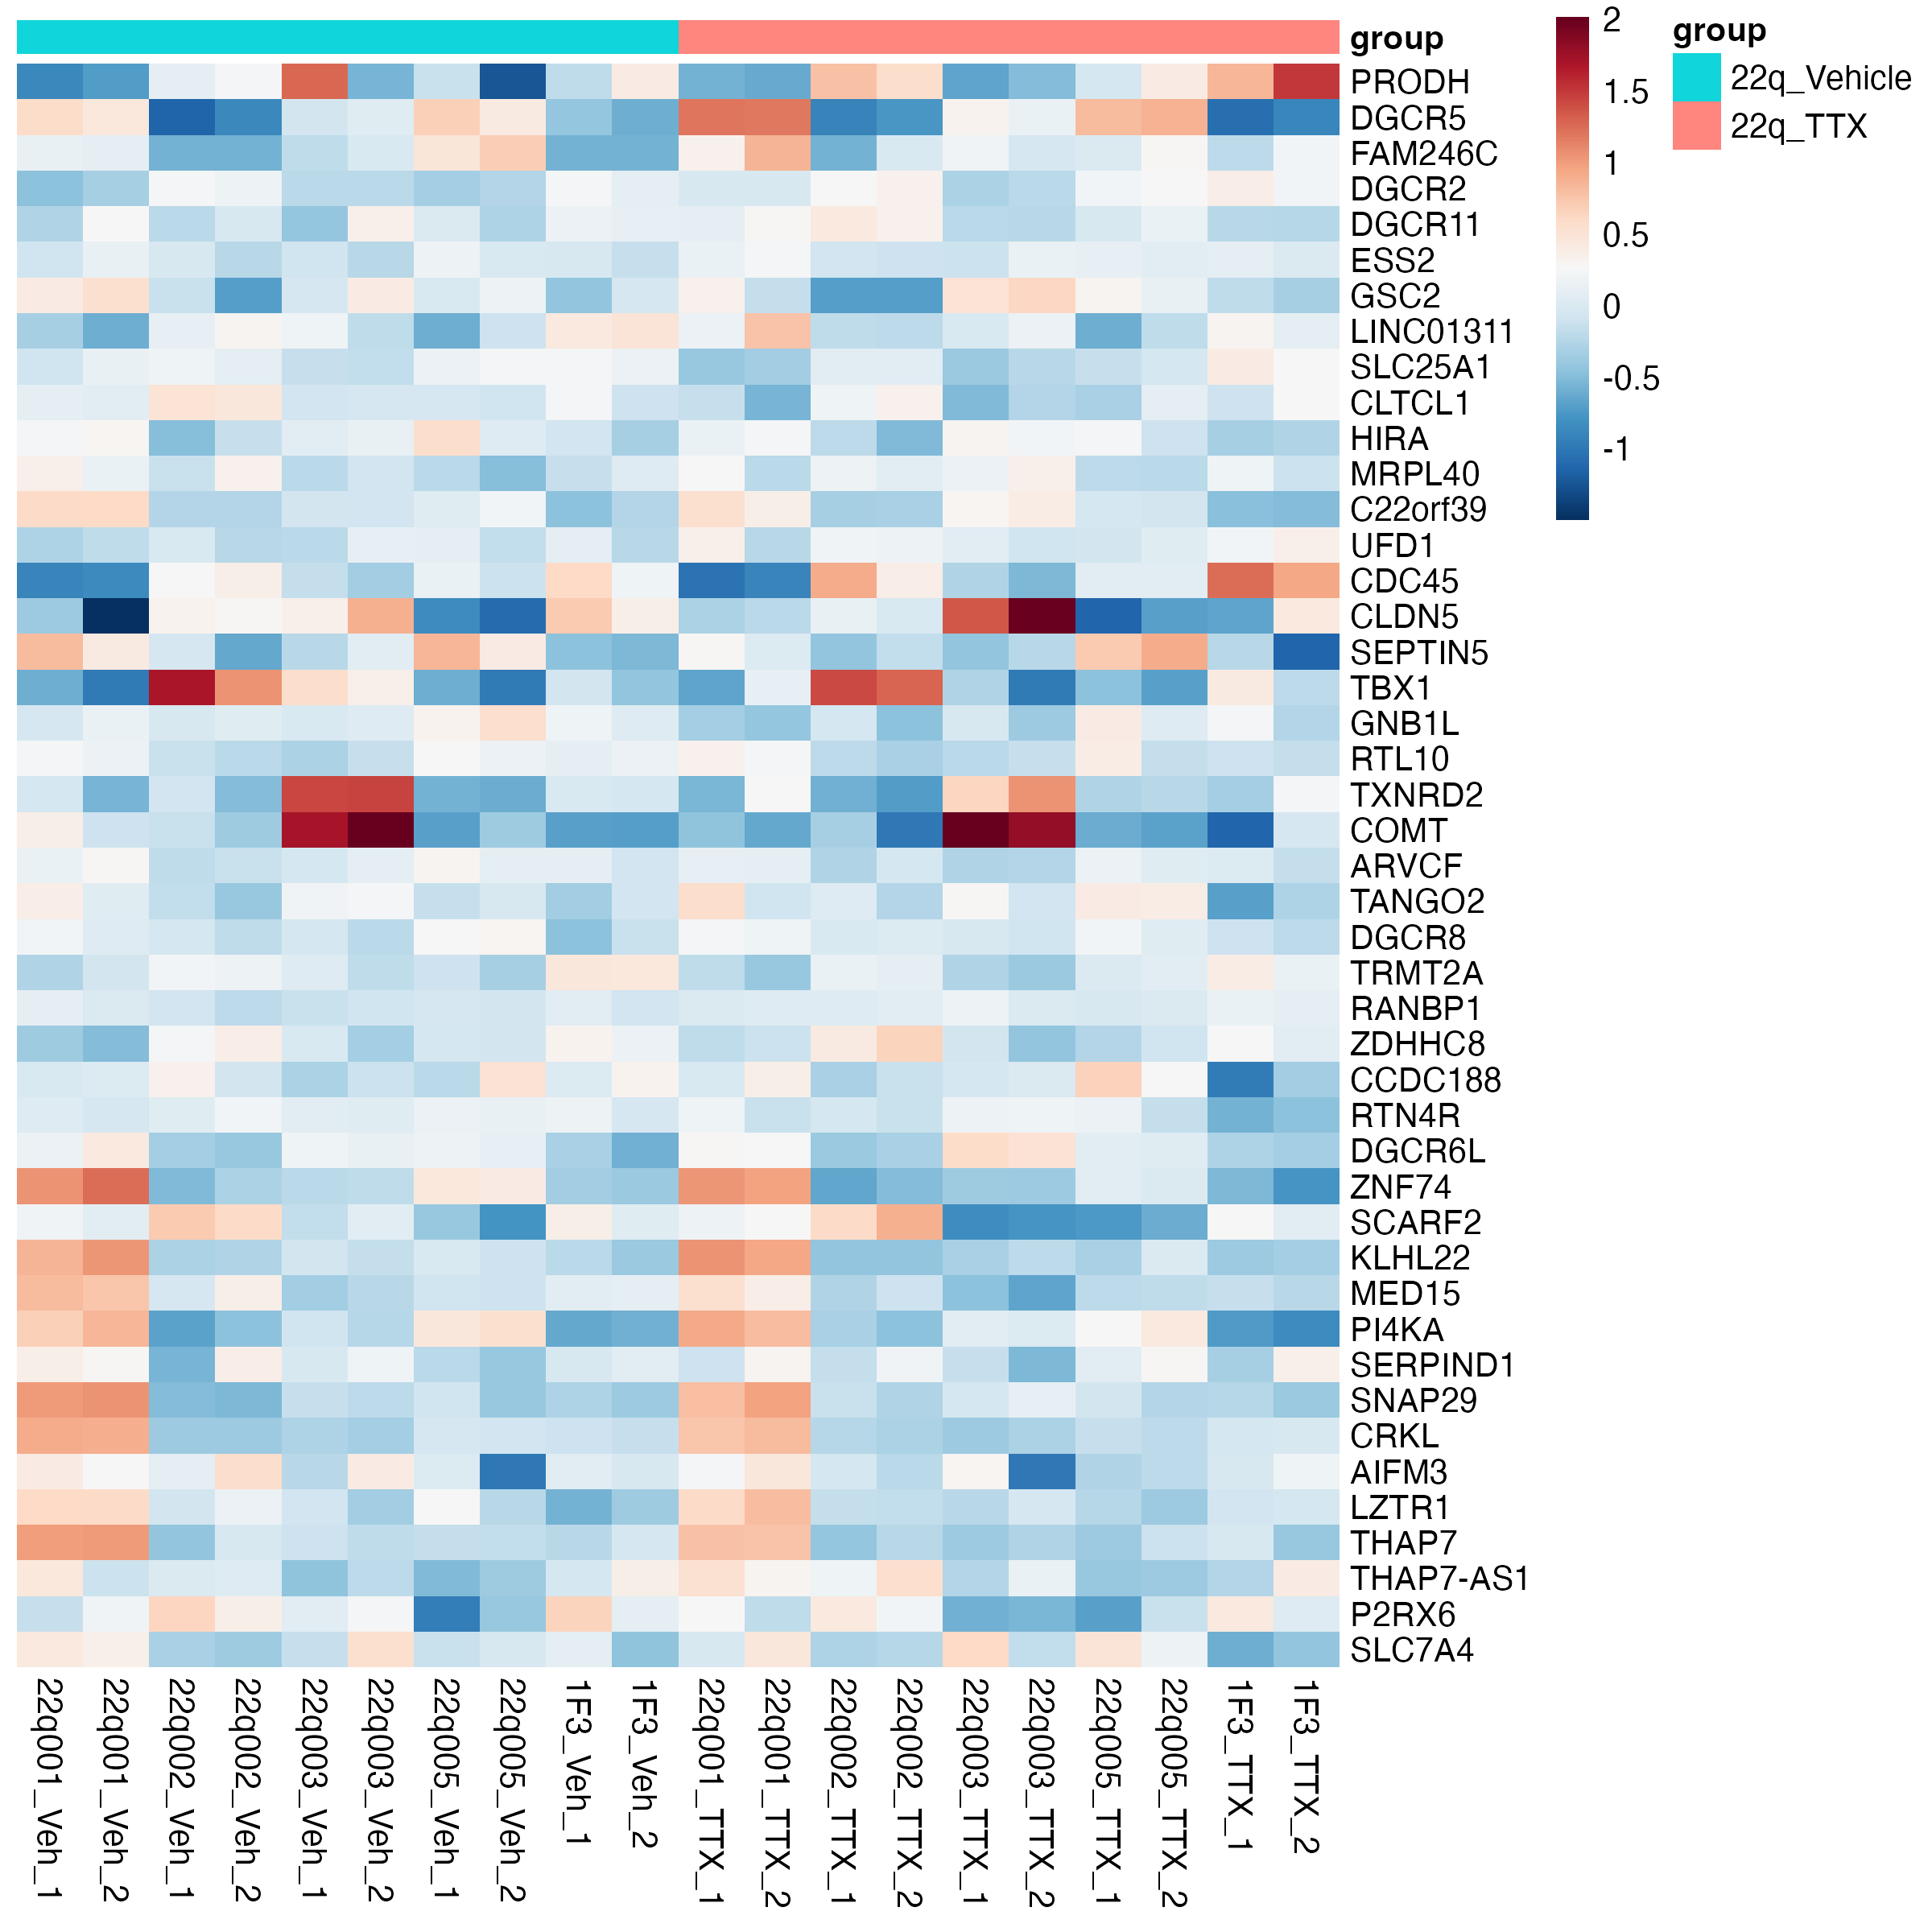 group
PRODH
DGCR5
FAM246C
DGCR2
DGCR11
ESS2
GSC2
LINC01311
SLC25A1
CLTCL1
HIRA
MRPL40
C22orf39
UFD1
CDC45
CLDN5
SEPTIN5
TBX1
GNB1L
RTL10
TXNRD2
COMT
ARVCF
TANGO2
DGCR8
TRMT2A
RANBP1
ZDHHC8
CCDC188
RTN4R
DGCR6L
ZNF74
SCARF2
KLHL22
MED15
PI4KA
SERPIND1
SNAP29
CRKL
AIFM3
LZTR1
THAP7
THAP7-AS1
P2RX6
SLC7A4
22q001_Veh_1
22q001_Veh_2
22q002_Veh_1
22q002_Veh_2
22q003_Veh_1
22q003_Veh_2
22q005_Veh_1
22q005_Veh_2
1F3_Veh_1
1F3_Veh_2
22q001_TTX_1
22q001_TTX_2
22q002_TTX_1
22q002_TTX_2
22q003_TTX_1
22q003_TTX_2
22q005_TTX_1
22q005_TTX_2
1F3_TTX_1
1F3_TTX_2
2
1.5
1
0.5
0
-0.5
-1
group
22q_Vehicle
22q_TTX